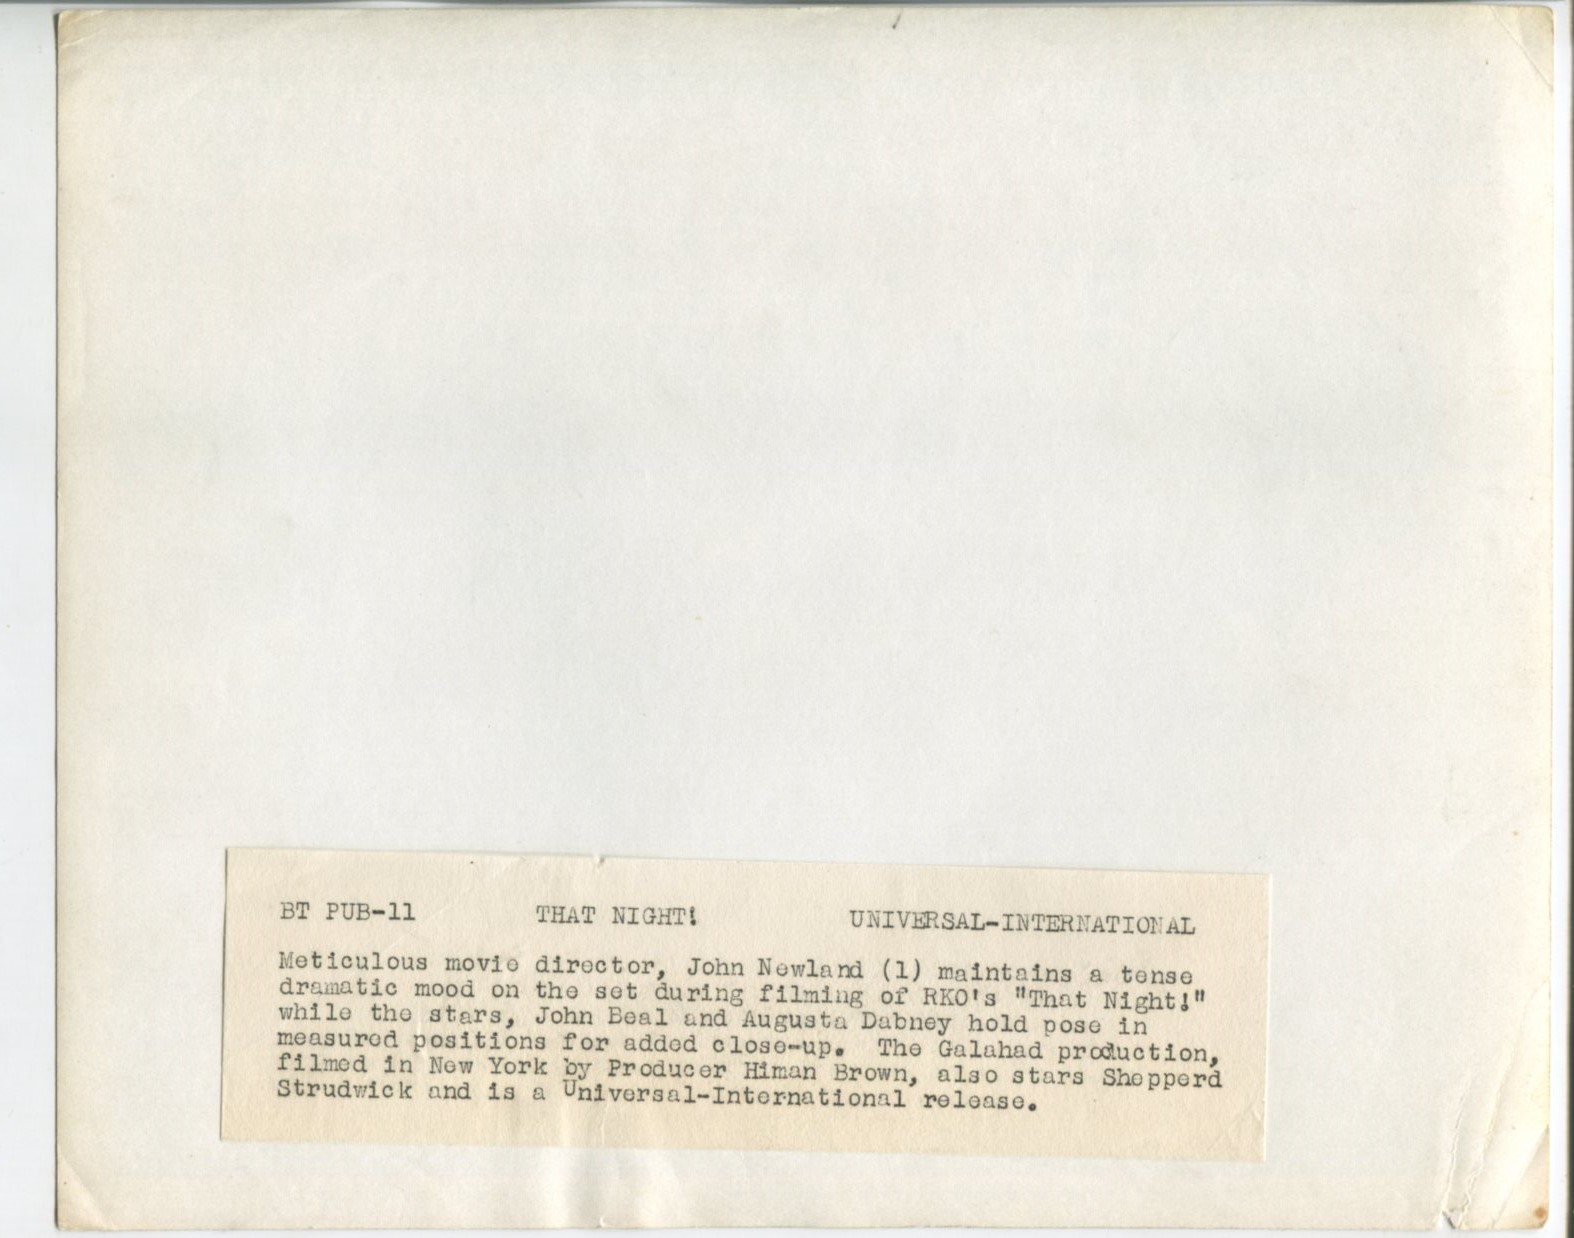 BT PUB-11 THAT NIGHT! UNIVERSAL-INTERNATIONAL
Meticulous movie director, John Newland (l) maintains a tense
dramatic mood on the set during filming of RKO's "That Night!"
while the stars, John Beal and Augusta Dabney hold pose in
measured positions for added close-up. The Galahad production,
filmed in New York by Producer Himan Brown, also stars Shepperd
Strudwick and is a Universal-International release.